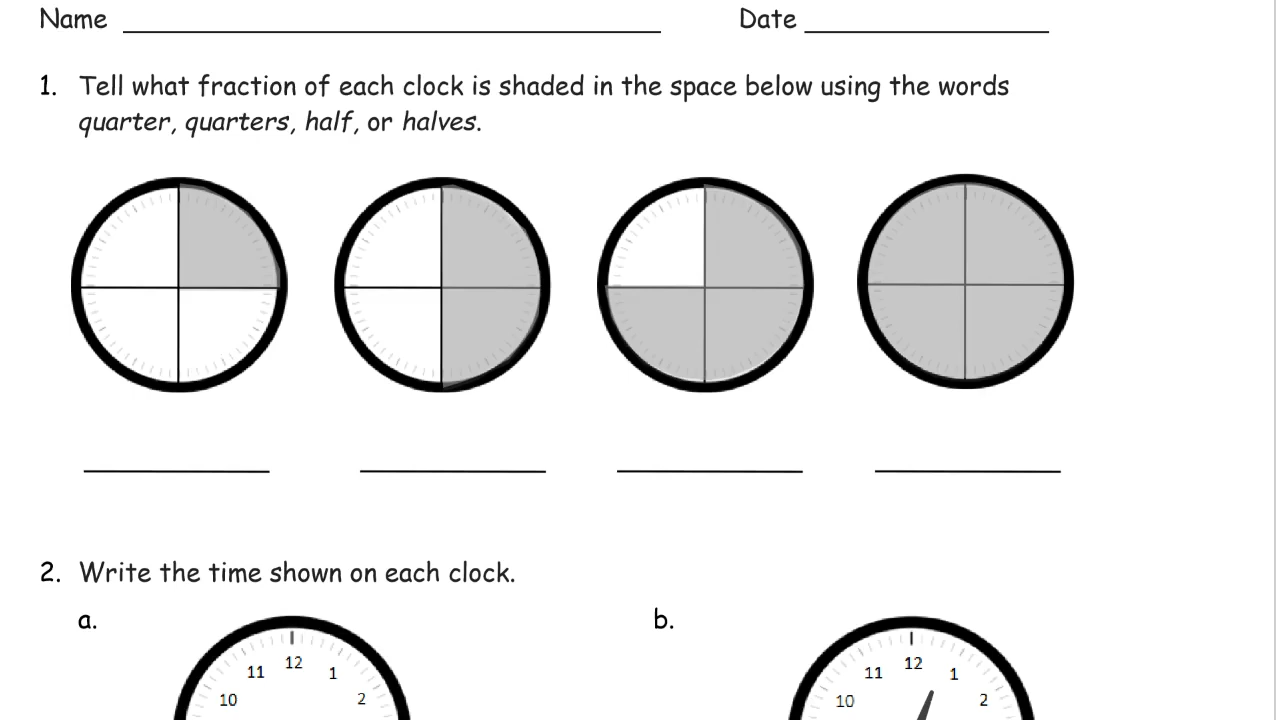 Name Date
1. Tell what fraction of each clock is shaded in the space below using the words
quarter, quarters, half, or halves.
2. Write the time shown on each clock.
a. b.
12 12
11 1 11 1
10 2 10 2